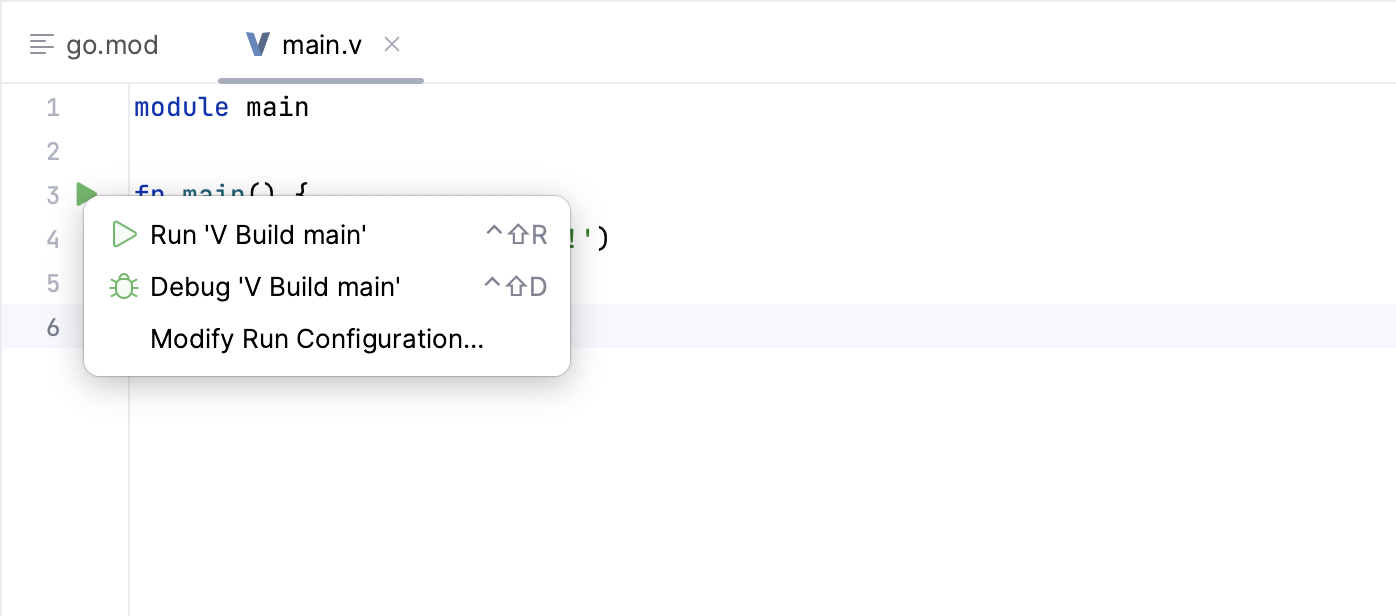 go.mod main.v
1 module main
2
3 fn main() {
Run 'V Build main' ^⇧R
4 !')
5
Debug 'V Build main' ^⇧D
6
Modify Run Configuration...